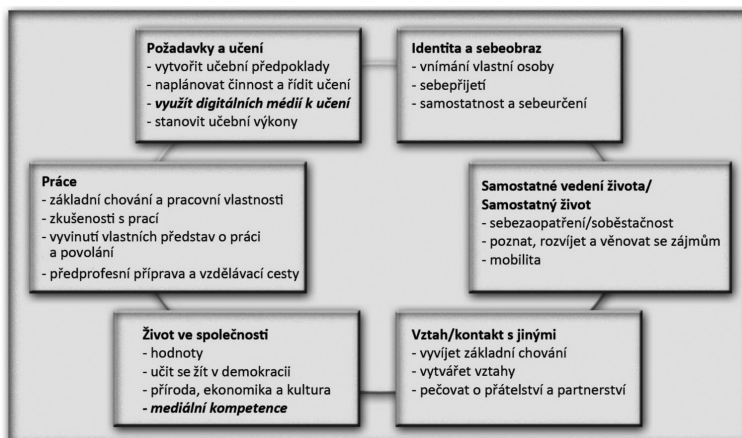 Požadavky a učení
- vytvořit učební předpoklady
- naplánovat činnost a řídit učení
- využít digitálních médií k učení
- stanovit učební výkony
Identita a sebeobraz
- vnímání vlastní osoby
- sebepřijetí
- samostatnost a sebeurčení
Práce
- základní chování a pracovní vlastnosti
- zkušenosti s prací
- vyvinutí vlastních představ o práci
a povolání
- předprofesní příprava a vzdělávací cesty
Samostatné vedení života/
Samostatný život
- sebezaopatření/soběstačnost
- poznat, rozvíjet a věnovat se zájmům
- mobilita
Život ve společnosti
- hodnoty
- učit se žít v demokracii
- příroda, ekonomika a kultura
- mediální kompetence
Vztah/kontakt s jinými
- vyvíjet základní chování
- vytvářet vztahy
- pečovat o přátelství a partnerství